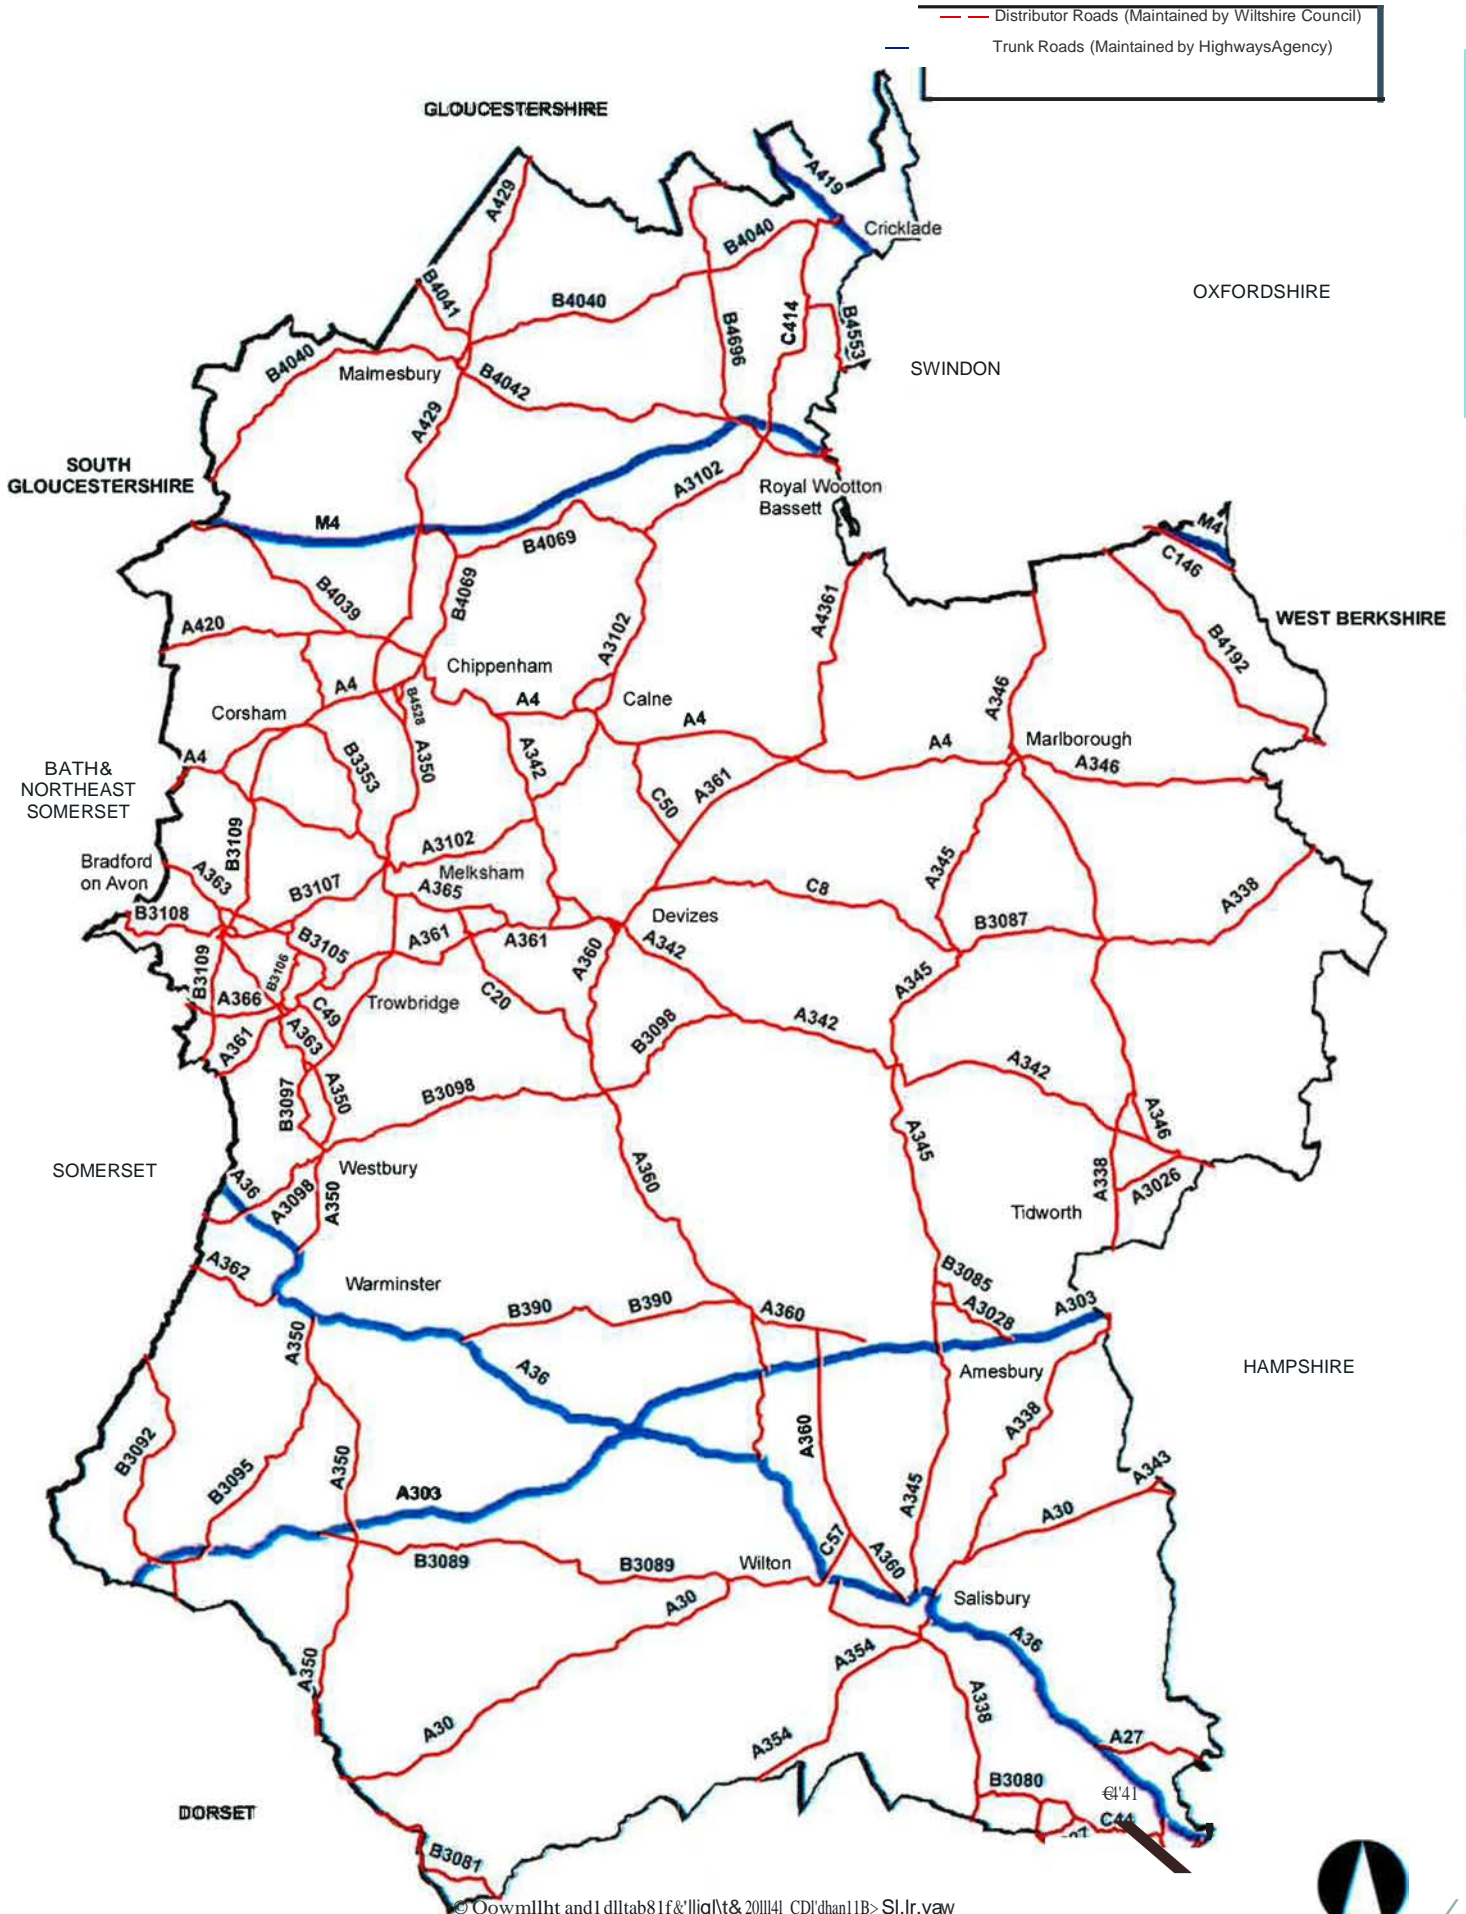 Distributor Roads (Maintained by Wiltshire Council)
Trunk Roads (Maintained by HighwaysAgency)
GLOUCESTERSHIRE
A419
A429
Cricklade
B4040
B4041
B4040
OXFORDSHIRE
B4696
C414
B4553
B4040
Malmesbury
B4042
SWINDON
A429
SOUTH
GLOUCESTERSHIRE
A3102
Royal Wootton
Bassett
M4
B4069
M4
C146
B4039
B4069
A4361
A420
A3102
WEST BERKSHIRE
B4192
Chippenham
A4
B4528
A4
Calne
A346
Corsham
A4
A4
Marlborough
A4
B3353
A350
A342
A346
BATH&
NORTHEAST
SOMERSET
C50
A361
B3109
A3102
Bradford
on Avon
A363
B3107
Melksham
A365
C8
A345
A338
B3108
Devizes
B3087
B3105
A361
A361
A360
A342
B3109
B3106
A345
A366
C49
Trowbridge
C20
A361
A363
B3098
A342
B3097
A350
B3098
A342
A346
A345
SOMERSET
Westbury
A36
A3098
A350
A360
A338
A3026
Tidworth
A362
Warminster
B3085
B390
B390
A360
A3028
A303
A350
A36
Amesbury
HAMPSHIRE
B3092
B3095
A350
A360
A338
A343
A303
A345
A30
B3089
B3089
Wilton
C57
A360
A30
Salisbury
A36
A350
A354
A338
A30
A354
A27
B3080
€4'41
C44
DORSET
B3081